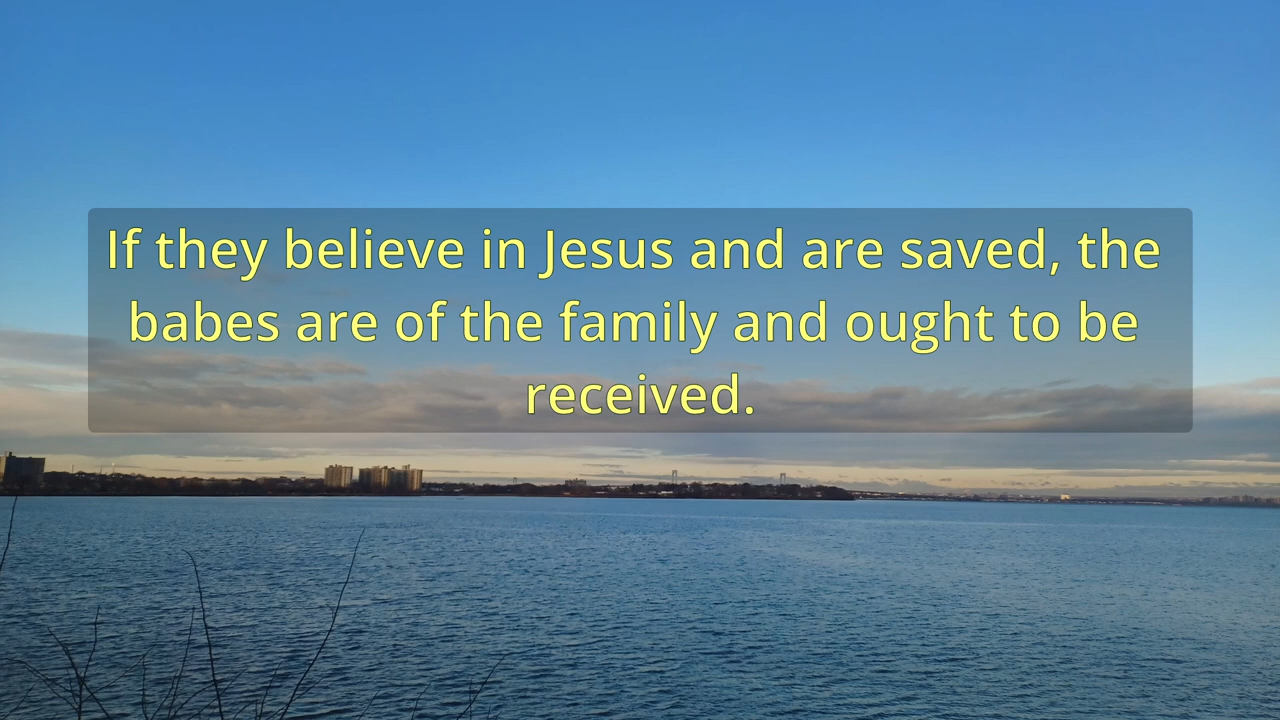 If they believe in Jesus and are saved, the
babes are of the family and ought to be
received.